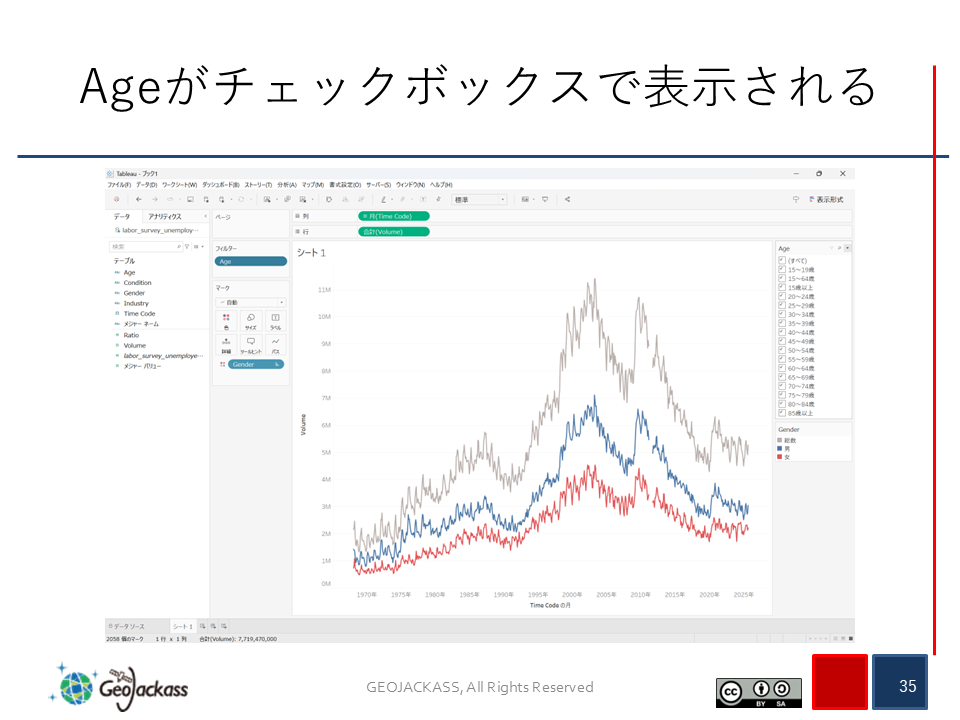 Ageがチェックボックスで表示される
Tableau - ブック1
ファイル(F) データ(D) ワークシート(W) ダッシュボード(B) ストーリー(T) 分析(A) マップ(M) 書式設定(O) サーバー(S) ウィンドウ(N) ヘルプ(H)
標準
表示形式
データ アナリティクス
labor_survey_unemploy…
検索
テーブル
Age
Condition
Gender
Industry
Time Code
メジャー ネーム
Ratio
Volume
labor_survey_unemploye…
メジャー バリュー
ページ
フィルター
Age
マーク
自動
色 サイズ ラベル
詳細 ツールヒント パス
Gender
列 月(Time Code)
行 合計(Volume)
シート 1
11M
10M
9M
8M
7M
6M
5M
4M
3M
2M
1M
0M
Volume
1970年 1975年 1980年 1985年 1990年 1995年 2000年 2005年 2010年 2015年 2020年 2025年
Time Code の月
Age
(すべて)
15～19歳
15～64歳
15歳以上
20～24歳
25～29歳
30～34歳
35～39歳
40～44歳
45～49歳
50～54歳
55～59歳
60～64歳
65～69歳
70～74歳
75～79歳
80～84歳
85歳以上
Gender
総数
男
女
データ ソース シート 1
2058 個のマーク 1 行 x 1 列 合計(Volume): 7,719,470,000
GEOJACKASS
GEOJACKASS, All Rights Reserved
CC BY SA
35